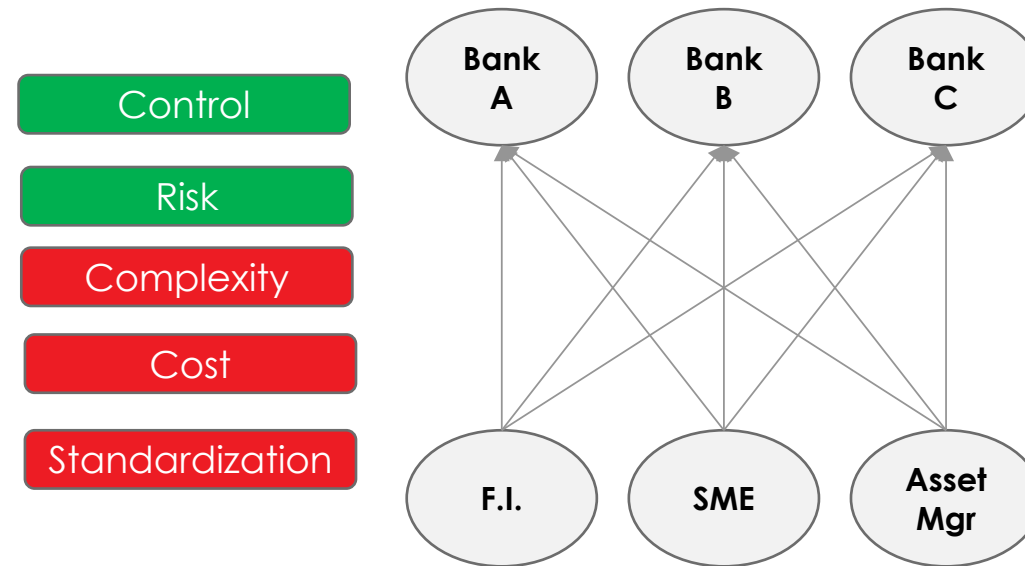 Control
Risk
Complexity
Cost
Standardization
Bank
A
Bank
B
Bank
C
F.I.
SME
Asset
Mgr